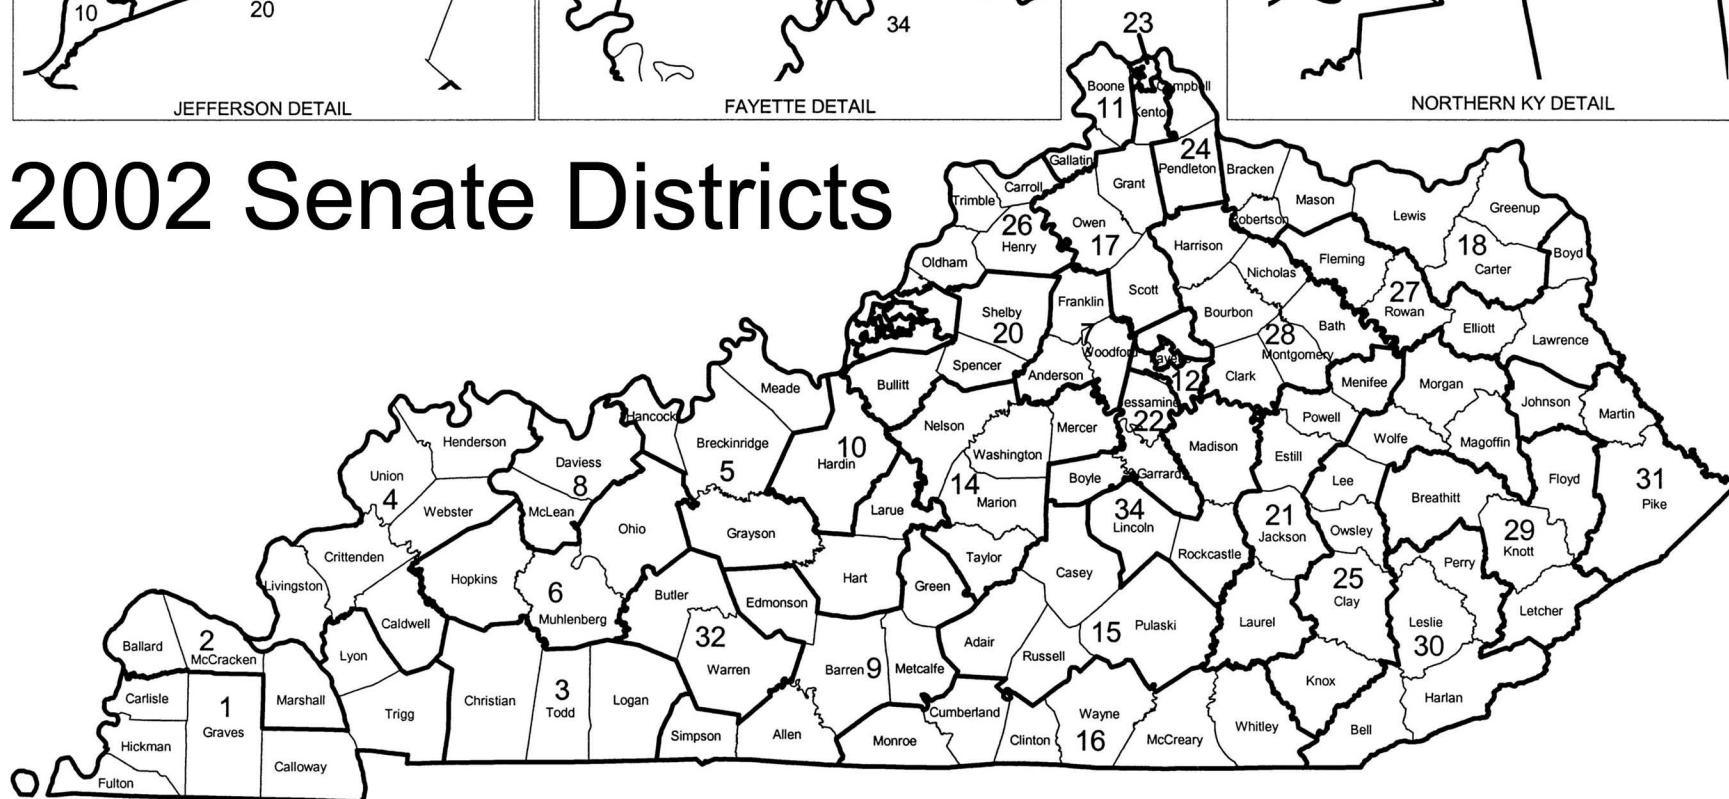 10
20
34
23
JEFFERSON DETAIL
FAYETTE DETAIL
NORTHERN KY DETAIL
2002 Senate Districts
Boone
11
Campbell
Kenton
24
Pendleton
Gallatin
Grant
Bracken
Carroll
Trimble
Mason
Robertson
Lewis
Greenup
Owen
17
26
Henry
Harrison
18
Carter
Boyd
Oldham
Fleming
Nicholas
27
Rowan
Scott
Franklin
Shelby
20
Bourbon
28
Bath
Montgomery
Elliott
Lawrence
7
Woodford
Fayette
12
Spencer
Anderson
Clark
Menifee
Morgan
Johnson
Martin
Bullitt
Meade
Jessamine
22
Powell
Hancock
Nelson
Mercer
Madison
Wolfe
Magoffin
Henderson
Breckinridge
5
10
Hardin
Washington
Estill
Daviess
8
Union
4
14
Marion
Boyle
Garrard
Lee
Breathitt
Floyd
31
Pike
Webster
McLean
Ohio
Grayson
Larue
34
Lincoln
21
Jackson
Owsley
29
Knott
Crittenden
Livingston
Hopkins
6
Muhlenberg
Butler
Edmonson
Hart
Green
Taylor
Casey
Rockcastle
25
Clay
Perry
Letcher
Ballard
2
McCracken
Caldwell
Lyon
32
Warren
Barren
9
Metcalfe
Adair
Russell
15
Pulaski
Laurel
Leslie
30
Carlisle
1
Graves
Marshall
Trigg
Christian
3
Todd
Logan
Simpson
Allen
Monroe
Cumberland
Clinton
Wayne
16
McCreary
Whitley
Knox
Bell
Harlan
Hickman
Fulton
Calloway